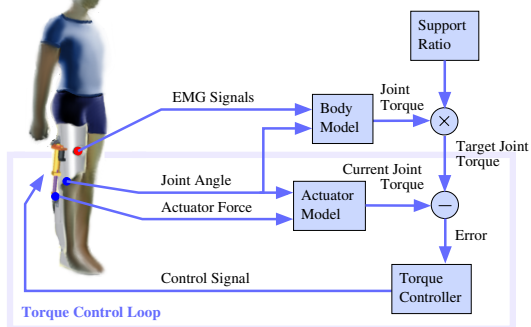 Support
Ratio
EMG Signals
Body
Model
Joint
Torque
×
Target Joint
Torque
Joint Angle
Current Joint
Torque
Actuator Force
Actuator
Model
−
Error
Control Signal
Torque
Controller
Torque Control Loop